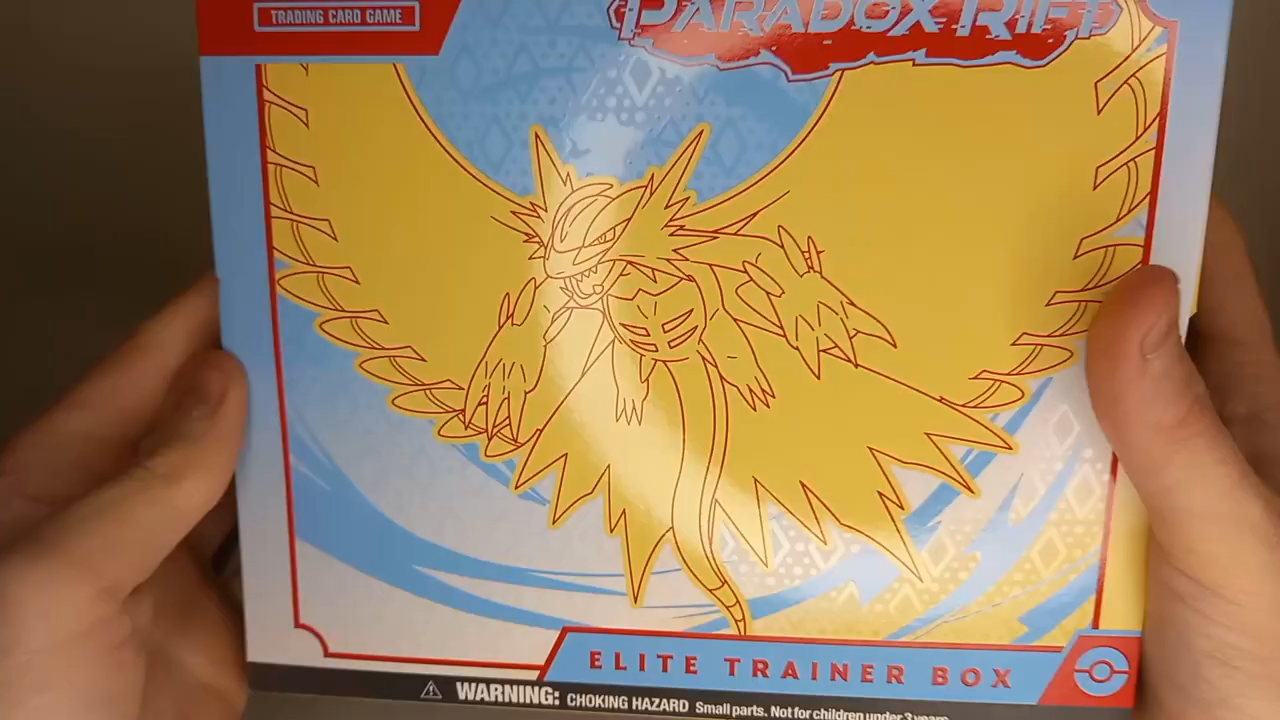 TRADING CARD GAME
PARADOX RIFT
ELITE TRAINER BOX
WARNING: CHOKING HAZARD Small parts. Not for children under 3 years.